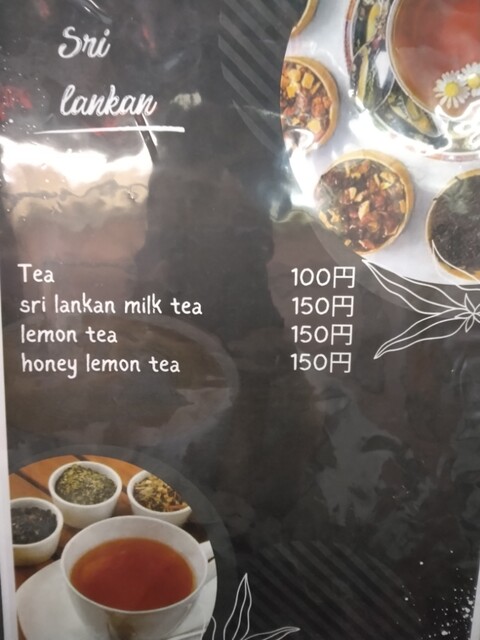 Sri
lankan
Tea 100円
sri lankan milk tea 150円
lemon tea 150円
honey lemon tea 150円